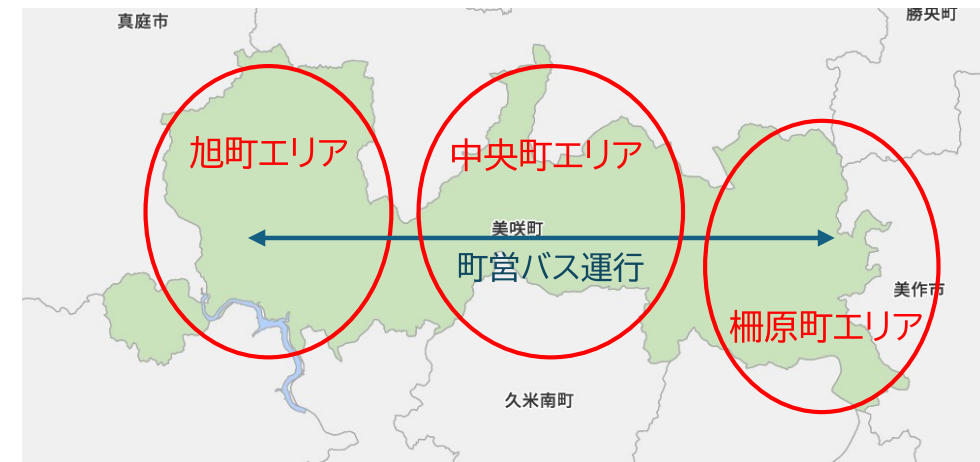 真庭市
勝央町
旭町エリア
中央町エリア
美咲町
町営バス運行
美作市
柵原町エリア
久米南町